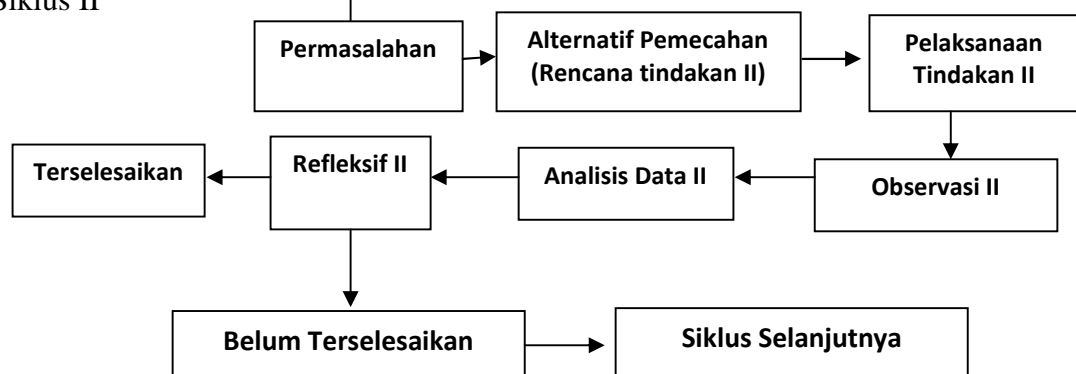 Siklus II
Permasalahan
Alternatif Pemecahan
(Rencana tindakan II)
Pelaksanaan
Tindakan II
Terselesaikan
Refleksif II
Analisis Data II
Observasi II
Belum Terselesaikan
Siklus Selanjutnya